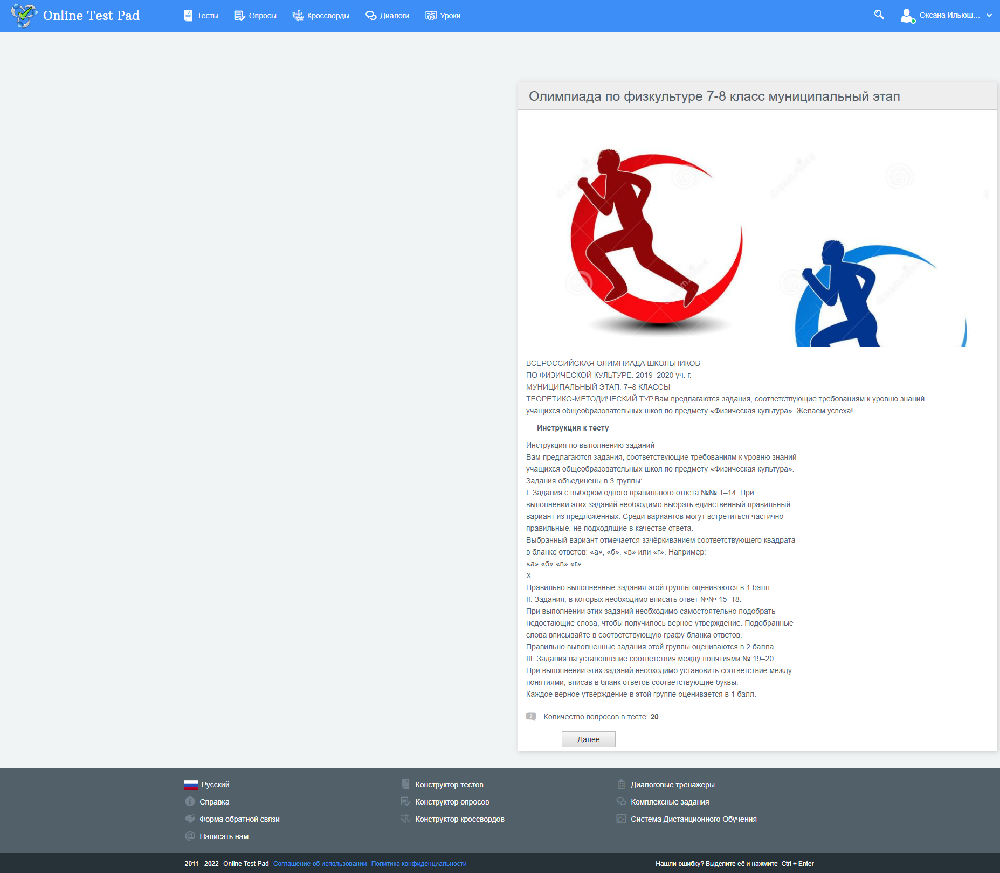 Online Test Pad
Тесты
Опросы
Кроссворды
Диалоги
Уроки
Оксана Ильюш...
Олимпиада по физкультуре 7-8 класс муниципальный этап
ВСЕРОССИЙСКАЯ ОЛИМПИАДА ШКОЛЬНИКОВ
ПО ФИЗИЧЕСКОЙ КУЛЬТУРЕ. 2019–2020 уч. г.
МУНИЦИПАЛЬНЫЙ ЭТАП. 7–8 КЛАССЫ
ТЕОРЕТИКО-МЕТОДИЧЕСКИЙ ТУР.Вам предлагаются задания, соответствующие требованиям к уровню знаний
учащихся общеобразовательных школ по предмету «Физическая культура». Желаем успеха!
Инструкция к тесту
Инструкция по выполнению заданий
Вам предлагаются задания, соответствующие требованиям к уровню знаний
учащихся общеобразовательных школ по предмету «Физическая культура».
Задания объединены в 3 группы:
I. Задания с выбором одного правильного ответа №№ 1–14. При
выполнении этих заданий необходимо выбрать единственный правильный
вариант из предложенных. Среди вариантов могут встретиться частично
правильные, не подходящие в качестве ответа.
Выбранный вариант отмечается зачёркиванием соответствующего квадрата
в бланке ответов: «а», «б», «в» или «г». Например:
«а» «б» «в» «г»
Х
Правильно выполненные задания этой группы оцениваются в 1 балл.
II. Задания, в которых необходимо вписать ответ №№ 15–18.
При выполнении этих заданий необходимо самостоятельно подобрать
недостающие слова, чтобы получилось верное утверждение. Подобранные
слова вписывайте в соответствующую графу бланка ответов.
Правильно выполненные задания этой группы оцениваются в 2 балла.
III. Задания на установление соответствия между понятиями № 19–20.
При выполнении этих заданий необходимо установить соответствие между
понятиями, вписав в бланк ответов соответствующие буквы.
Каждое верное утверждение в этой группе оценивается в 1 балл.
Количество вопросов в тесте: 20
Далее
Русский
Справка
Форма обратной связи
Написать нам
Конструктор тестов
Конструктор опросов
Конструктор кроссвордов
Диалоговые тренажёры
Комплексные задания
Система Дистанционного Обучения
2011 - 2022 Online Test Pad Соглашение об использовании Политика конфиденциальности
Нашли ошибку? Выделите её и нажмите Ctrl + Enter